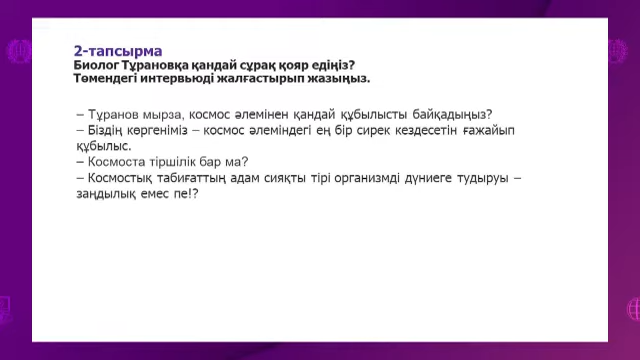 2-тапсырма
Биолог Тұрановқа қандай сұрақ қояр едіңіз?
Төмендегі интервьюді жалғастырып жазыңыз.
– Тұранов мырза, космос әлемінен қандай құбылысты байқадыңыз?
– Біздің көргеніміз – космос әлеміндегі ең бір сирек кездесетін ғажайып
құбылыс.
– Космоста тіршілік бар ма?
– Космостық табиғаттың адам сияқты тірі организмді дүниеге тудыруы –
заңдылық емес пе!?